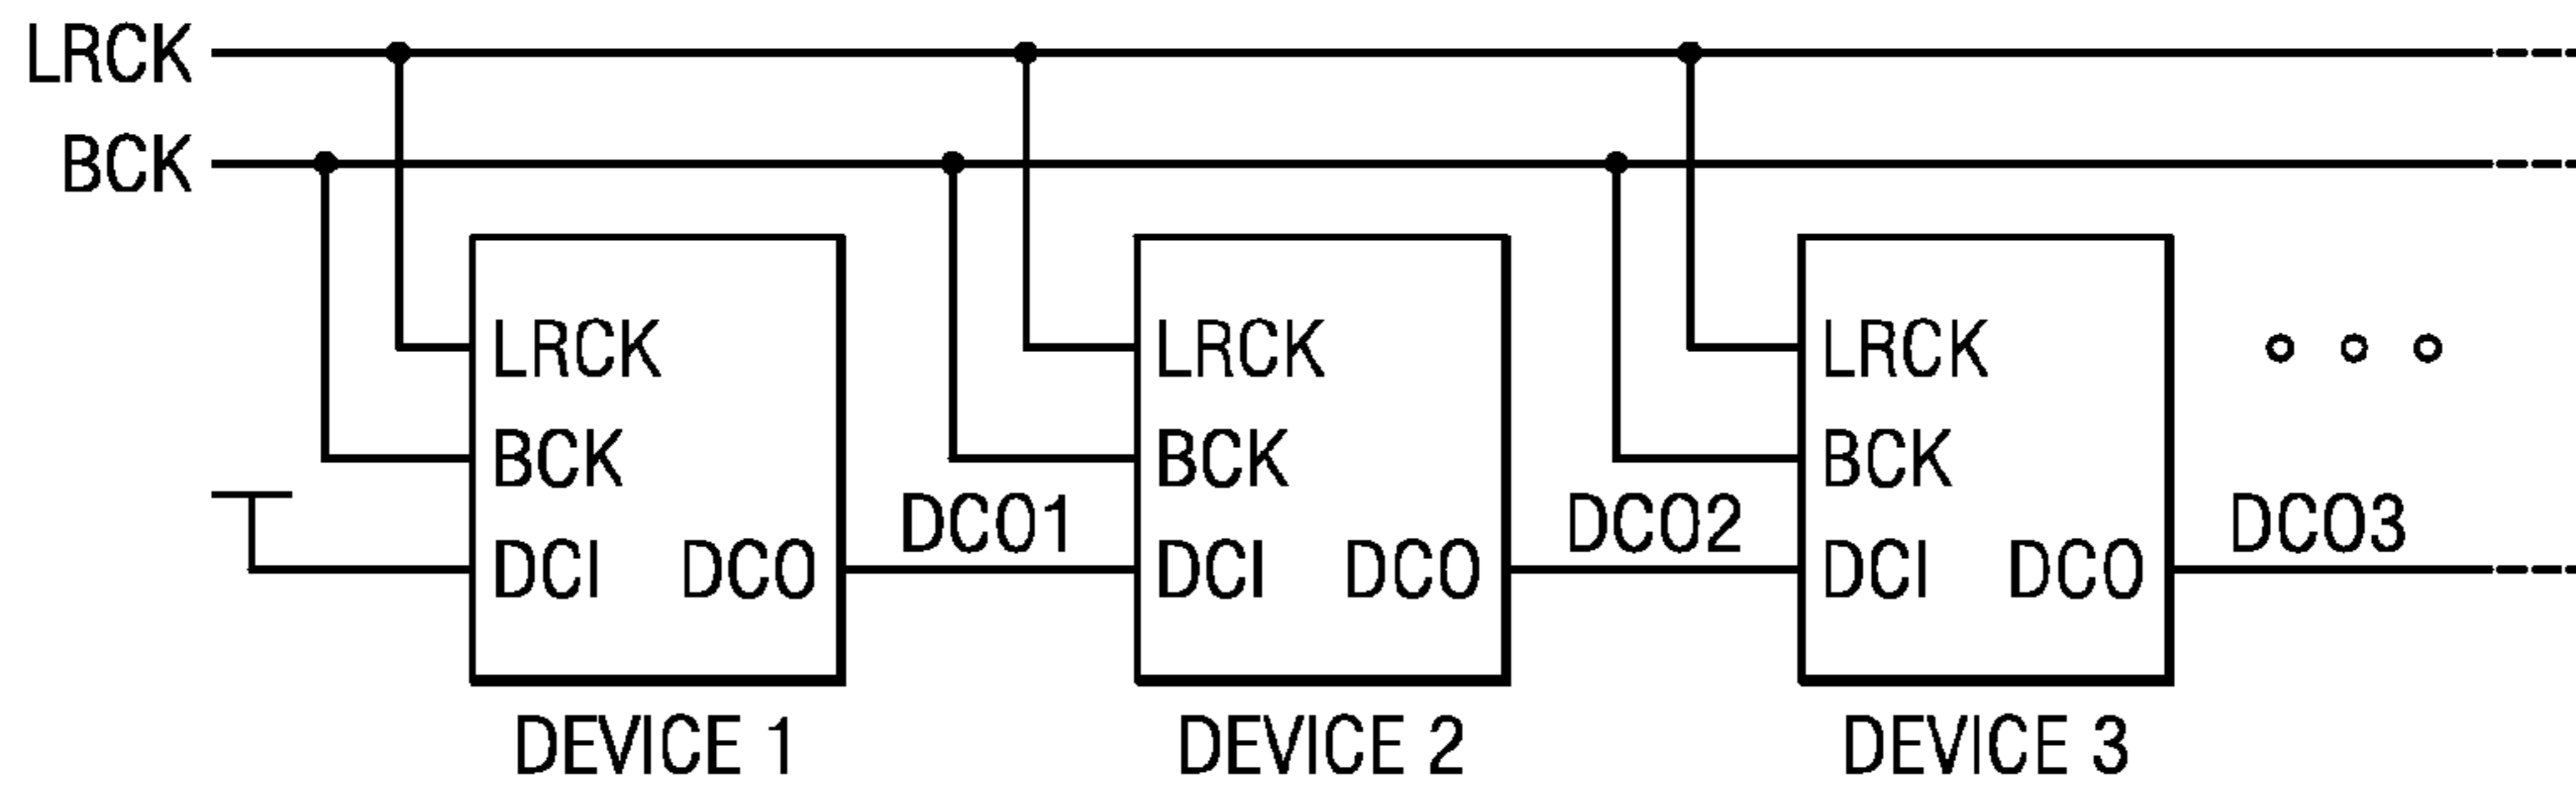 LRCK
BCK
LRCK LRCK LRCK
BCK BCK BCK
DCO1 DCO2 DCO3
DCI DCO DCI DCO DCI DCO
DEVICE 1 DEVICE 2 DEVICE 3